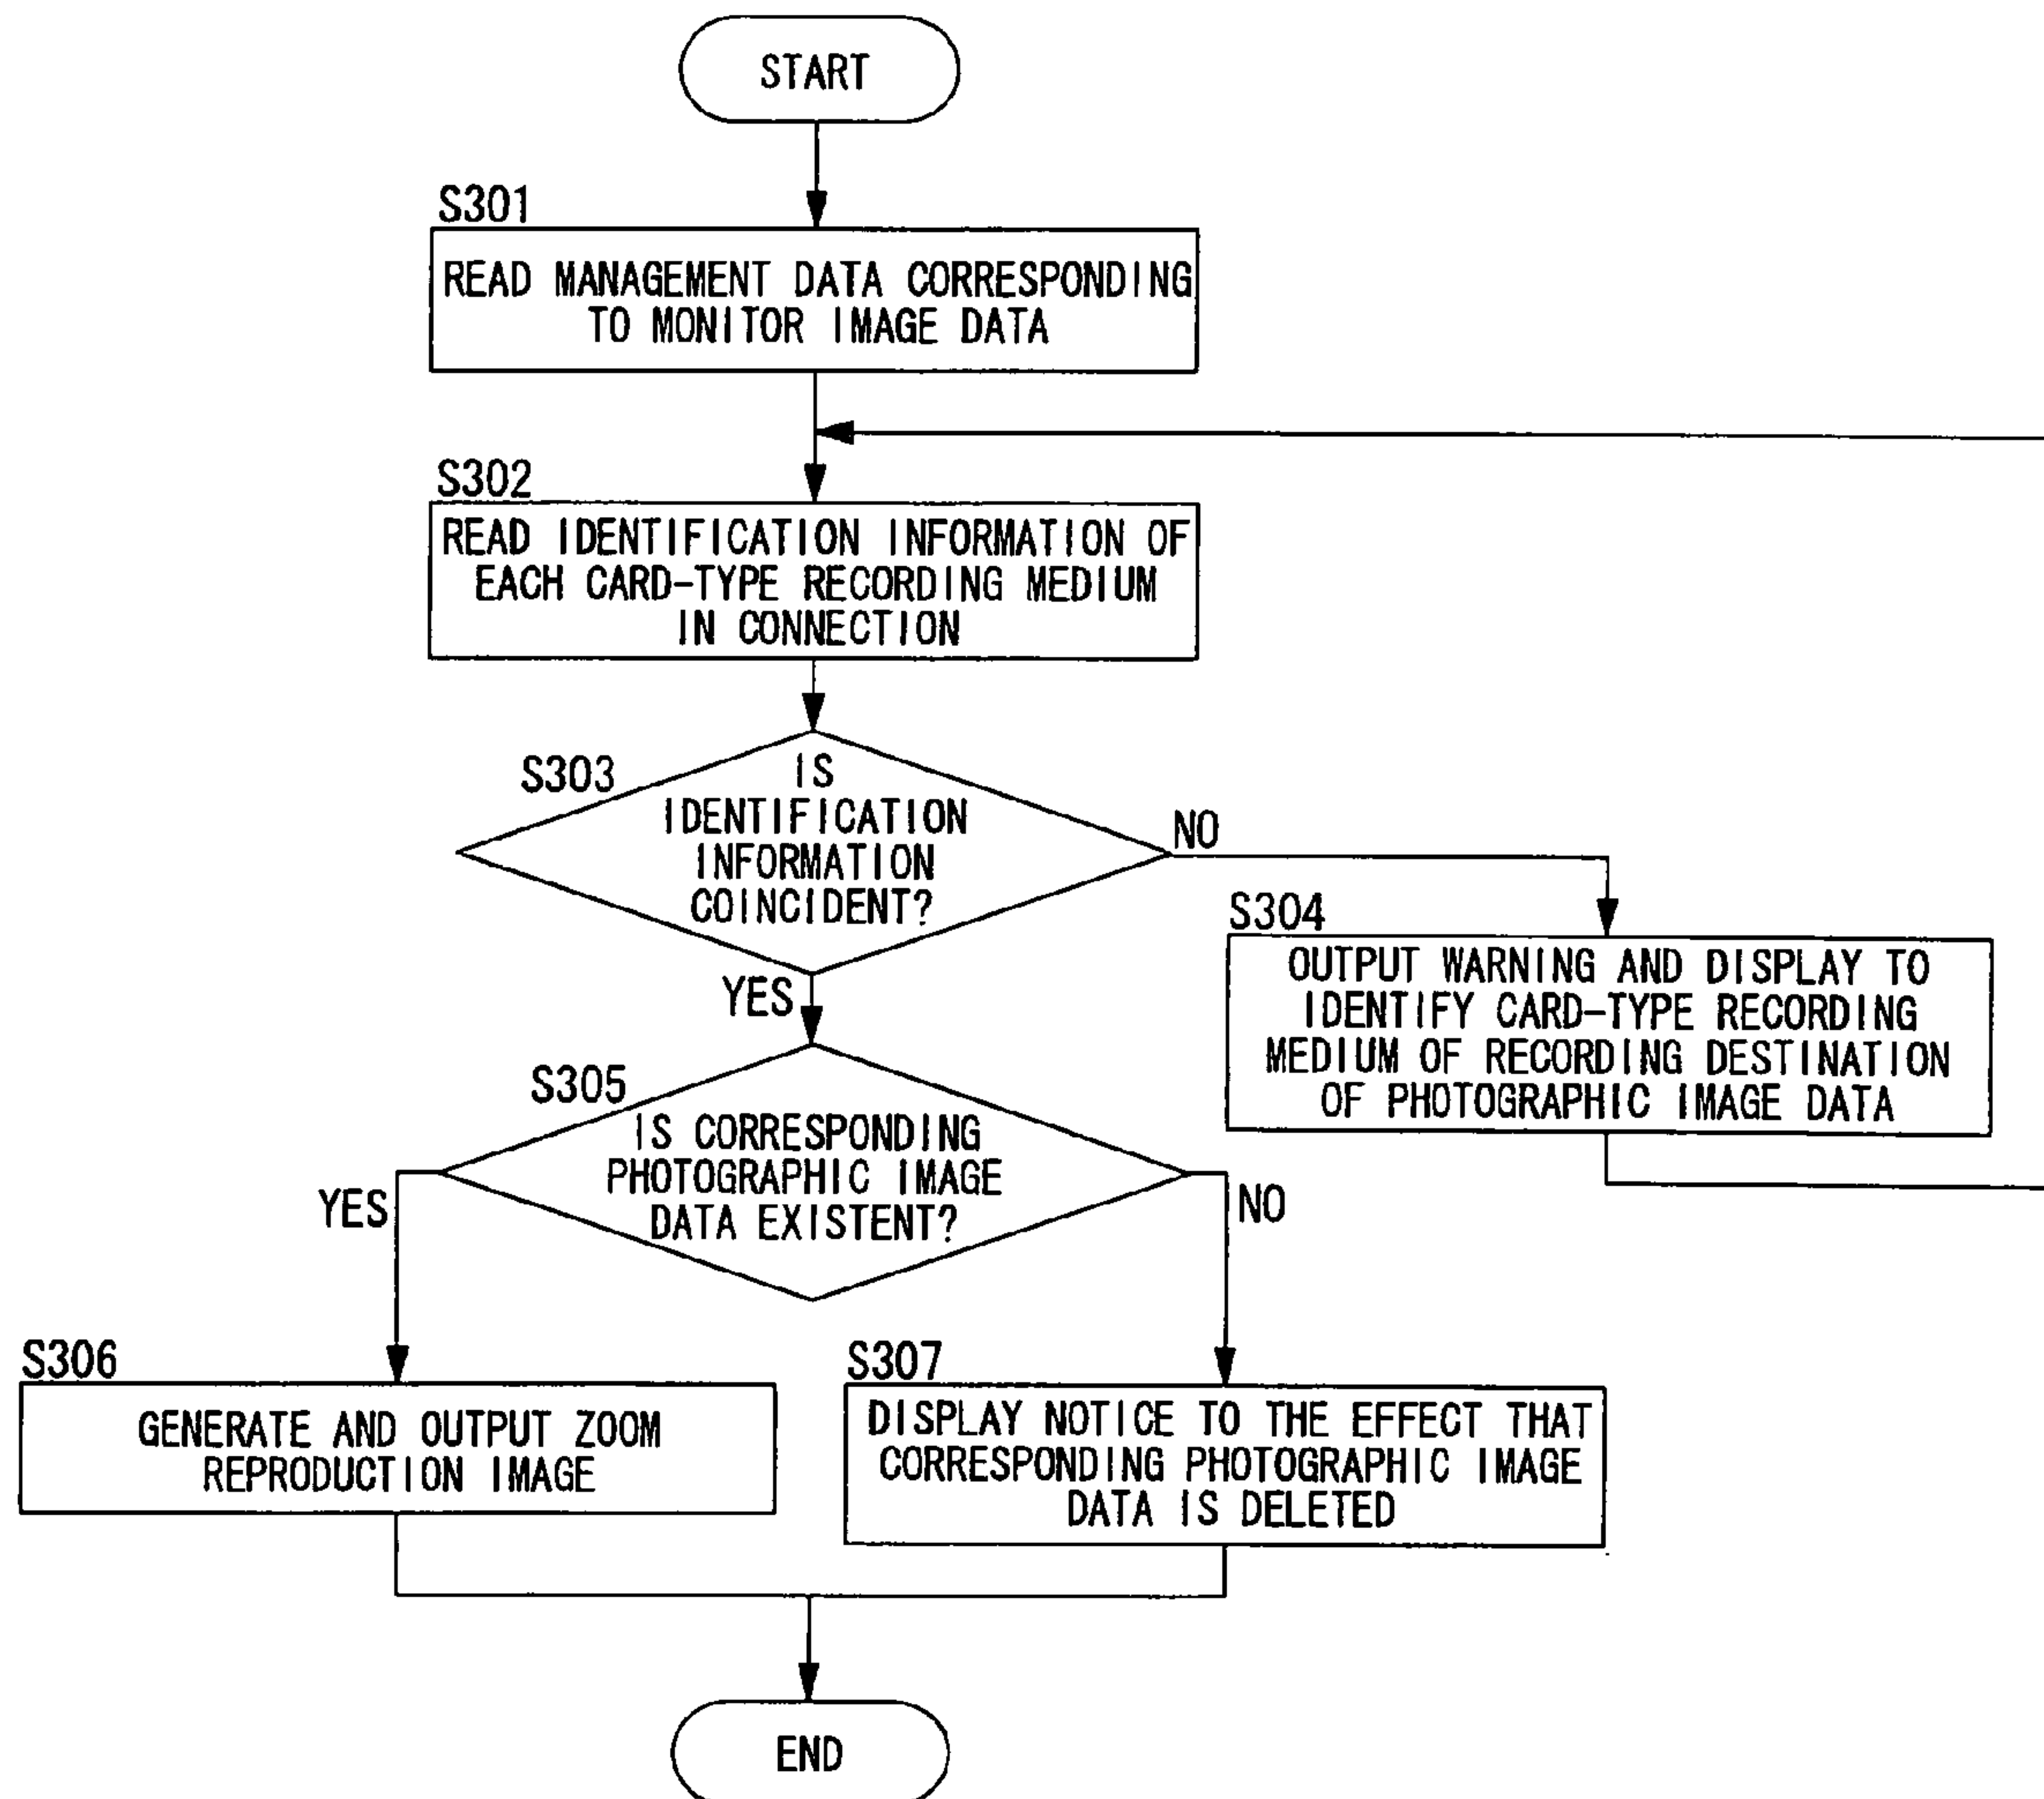 START
S301
READ MANAGEMENT DATA CORRESPONDING
TO MONITOR IMAGE DATA
S302
READ IDENTIFICATION INFORMATION OF
EACH CARD-TYPE RECORDING MEDIUM
IN CONNECTION
S303
IS
IDENTIFICATION
INFORMATION
COINCIDENT?
NO
YES
S304
OUTPUT WARNING AND DISPLAY TO
IDENTIFY CARD-TYPE RECORDING
MEDIUM OF RECORDING DESTINATION
OF PHOTOGRAPHIC IMAGE DATA
S305
IS CORRESPONDING
PHOTOGRAPHIC IMAGE
DATA EXISTENT?
YES
NO
S306
GENERATE AND OUTPUT ZOOM
REPRODUCTION IMAGE
S307
DISPLAY NOTICE TO THE EFFECT THAT
CORRESPONDING PHOTOGRAPHIC IMAGE
DATA IS DELETED
END